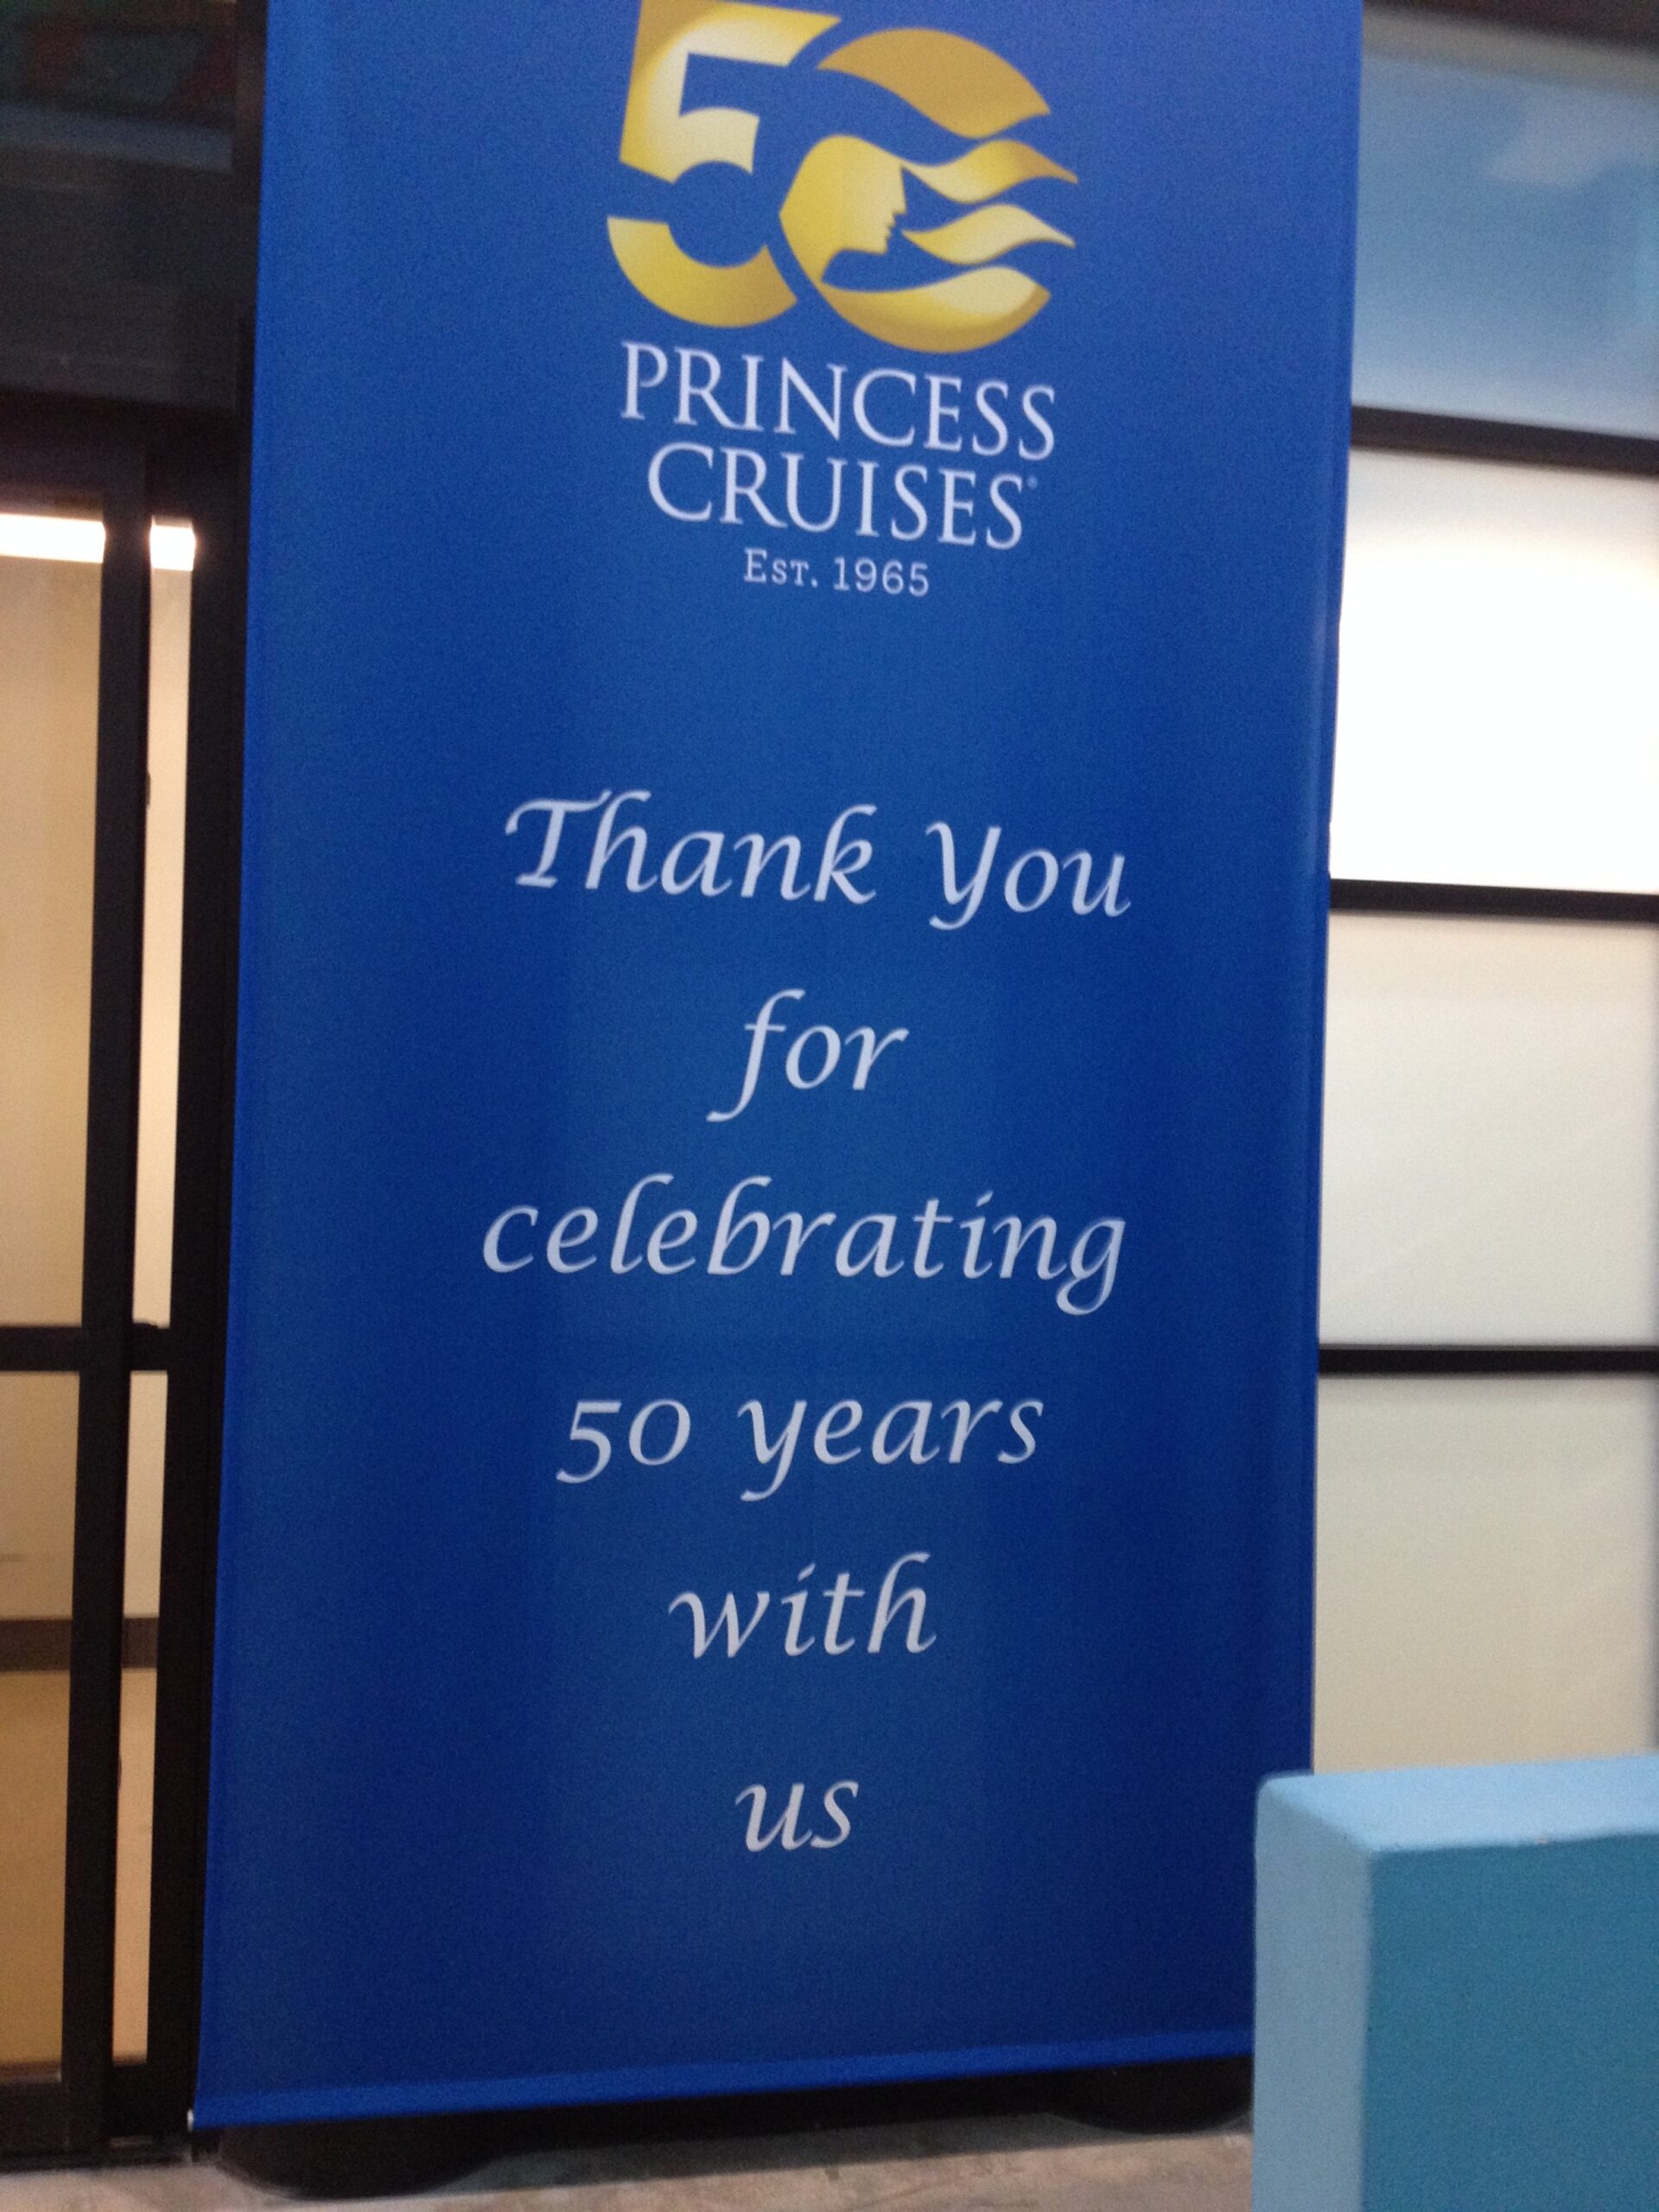 50
PRINCESS
CRUISES®
EST. 1965
Thank You
for
celebrating
50 years
with
us